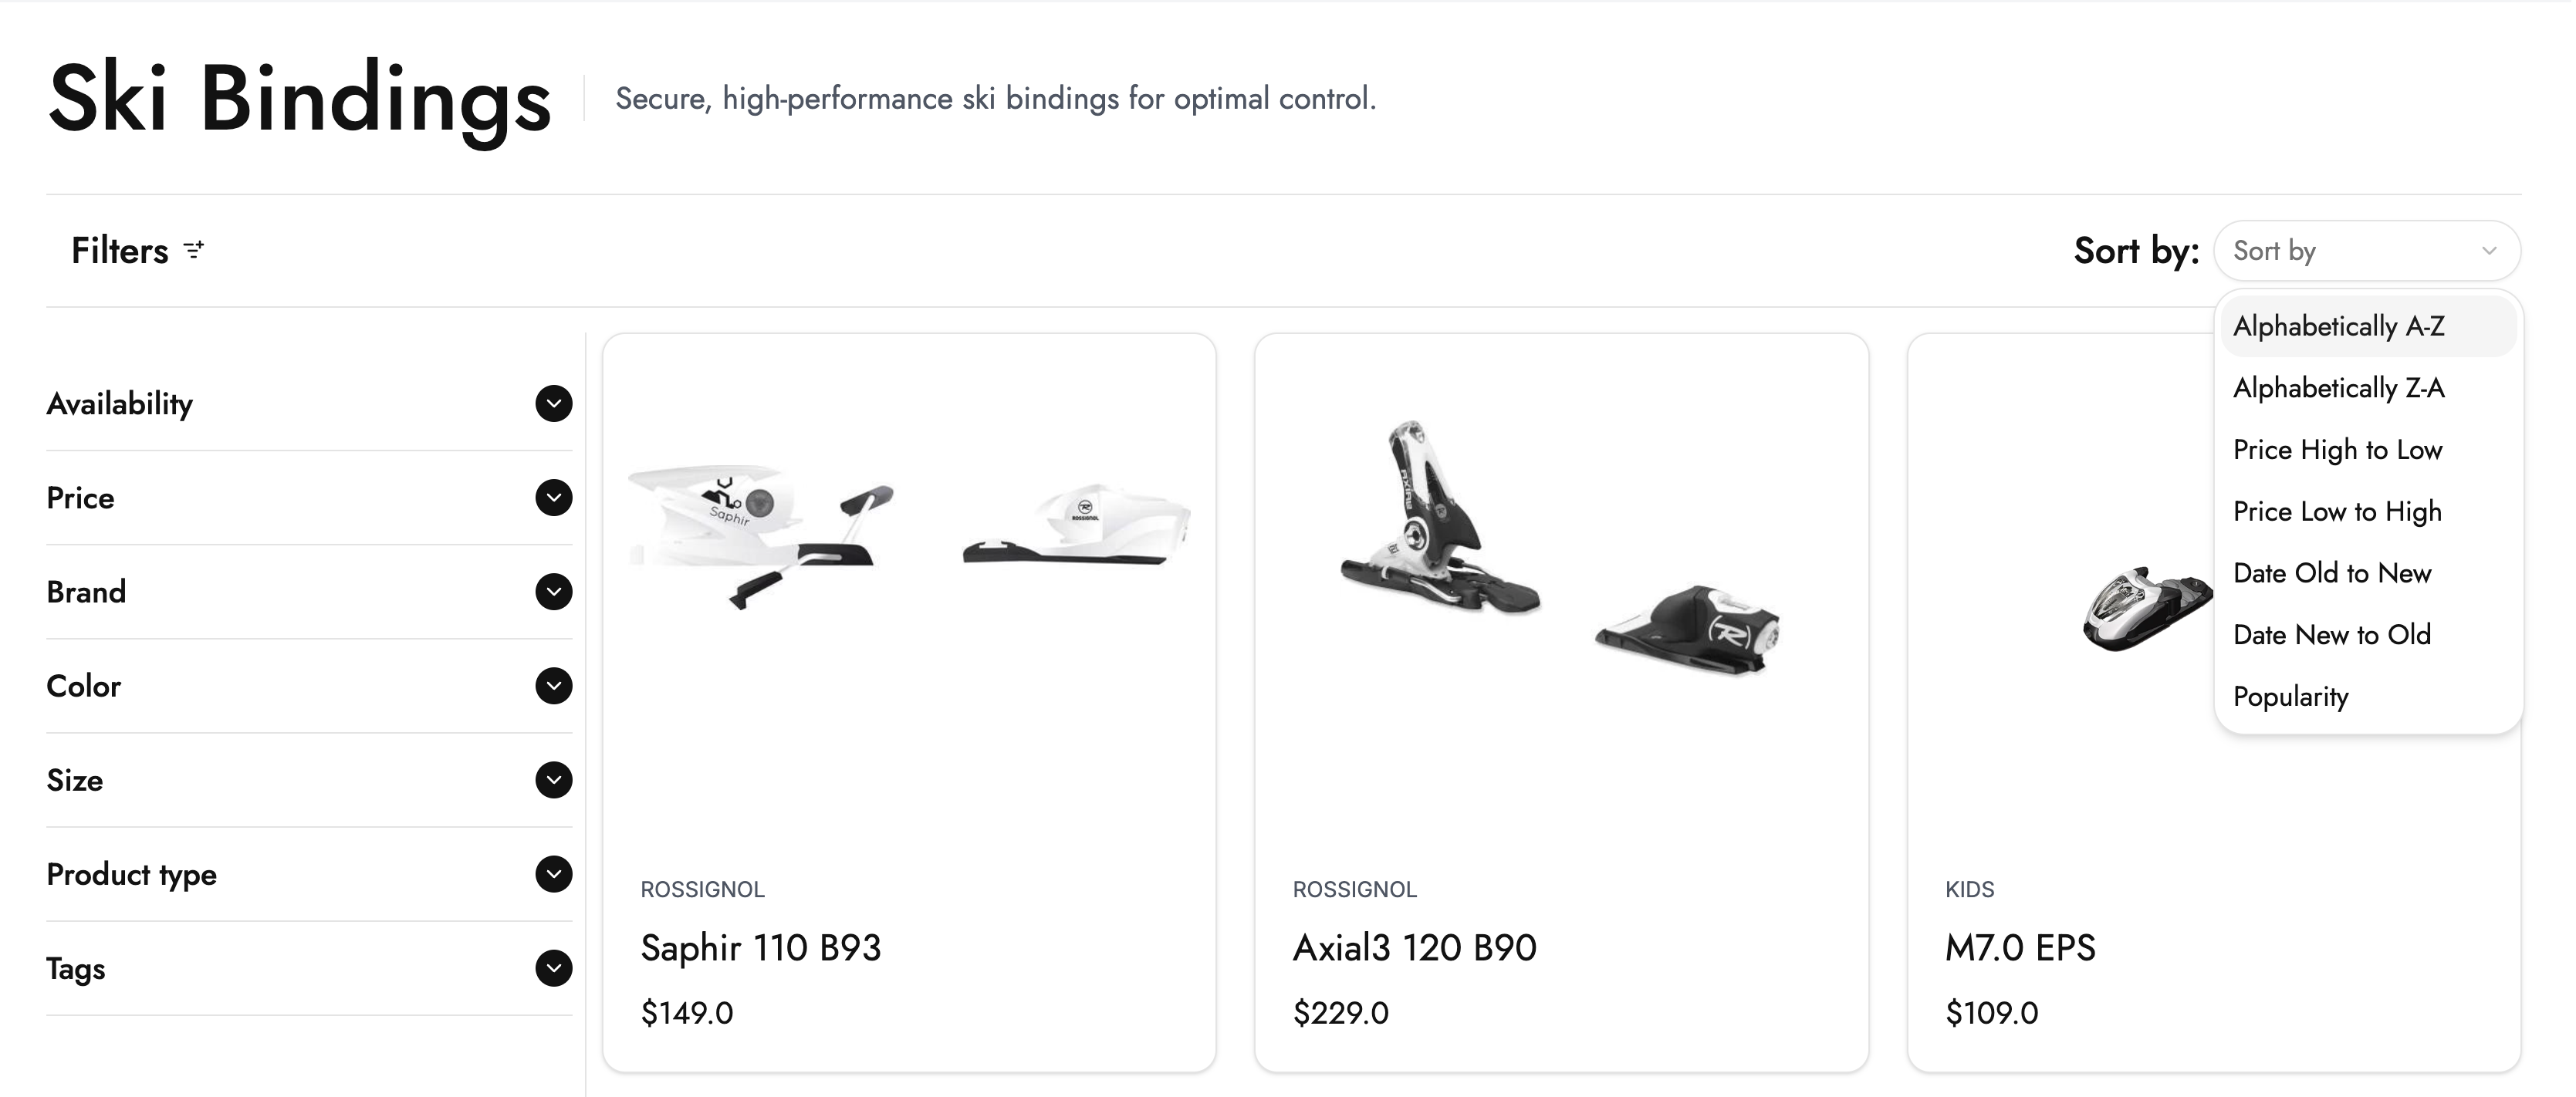 Ski Bindings
Secure, high-performance ski bindings for optimal control.
Filters
Sort by:
Sort by
Alphabetically A-Z
Alphabetically Z-A
Price High to Low
Price Low to High
Date Old to New
Date New to Old
Popularity
Availability
Price
Brand
Color
Size
Product type
Tags
Saphir
ROSSIGNOL
ROSSIGNOL
Saphir 110 B93
$149.0
ROSSIGNOL
Axial3 120 B90
$229.0
KIDS
M7.0 EPS
$109.0